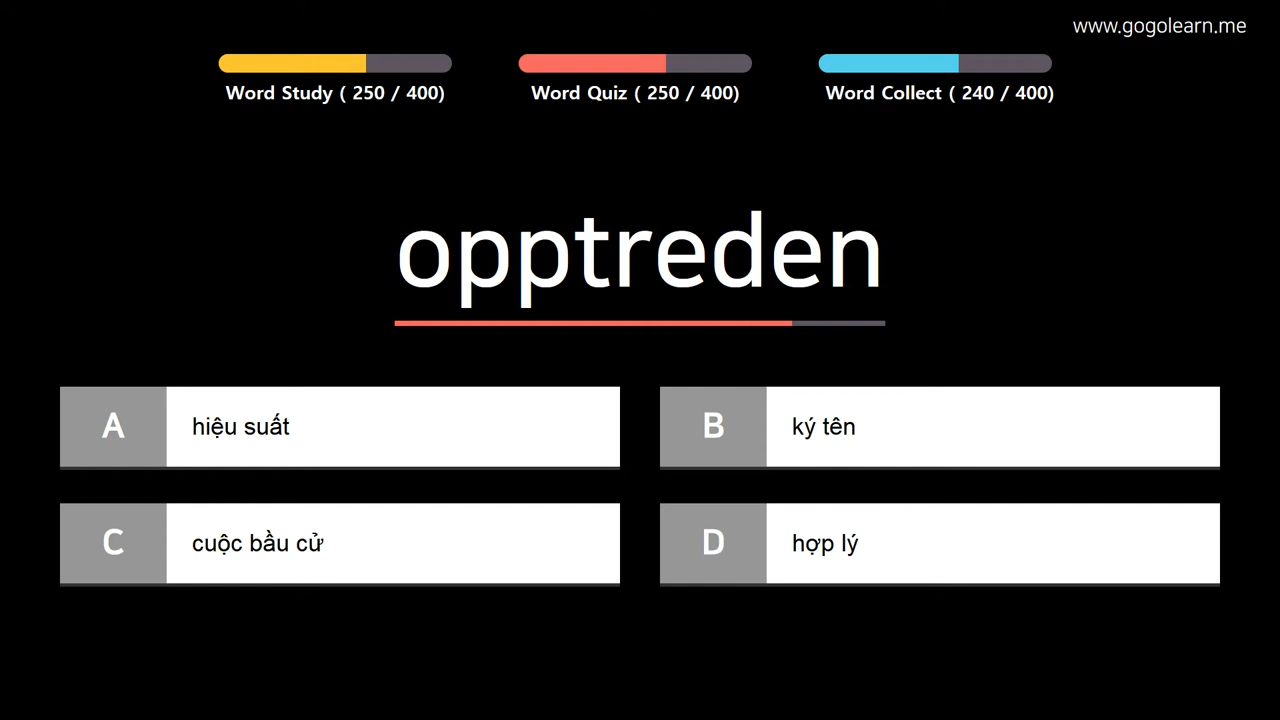 www.gogolearn.me
Word Study ( 250 / 400)
Word Quiz ( 250 / 400)
Word Collect ( 240 / 400)
opptreden
A
hiệu suất
B
ký tên
C
cuộc bầu cử
D
hợp lý